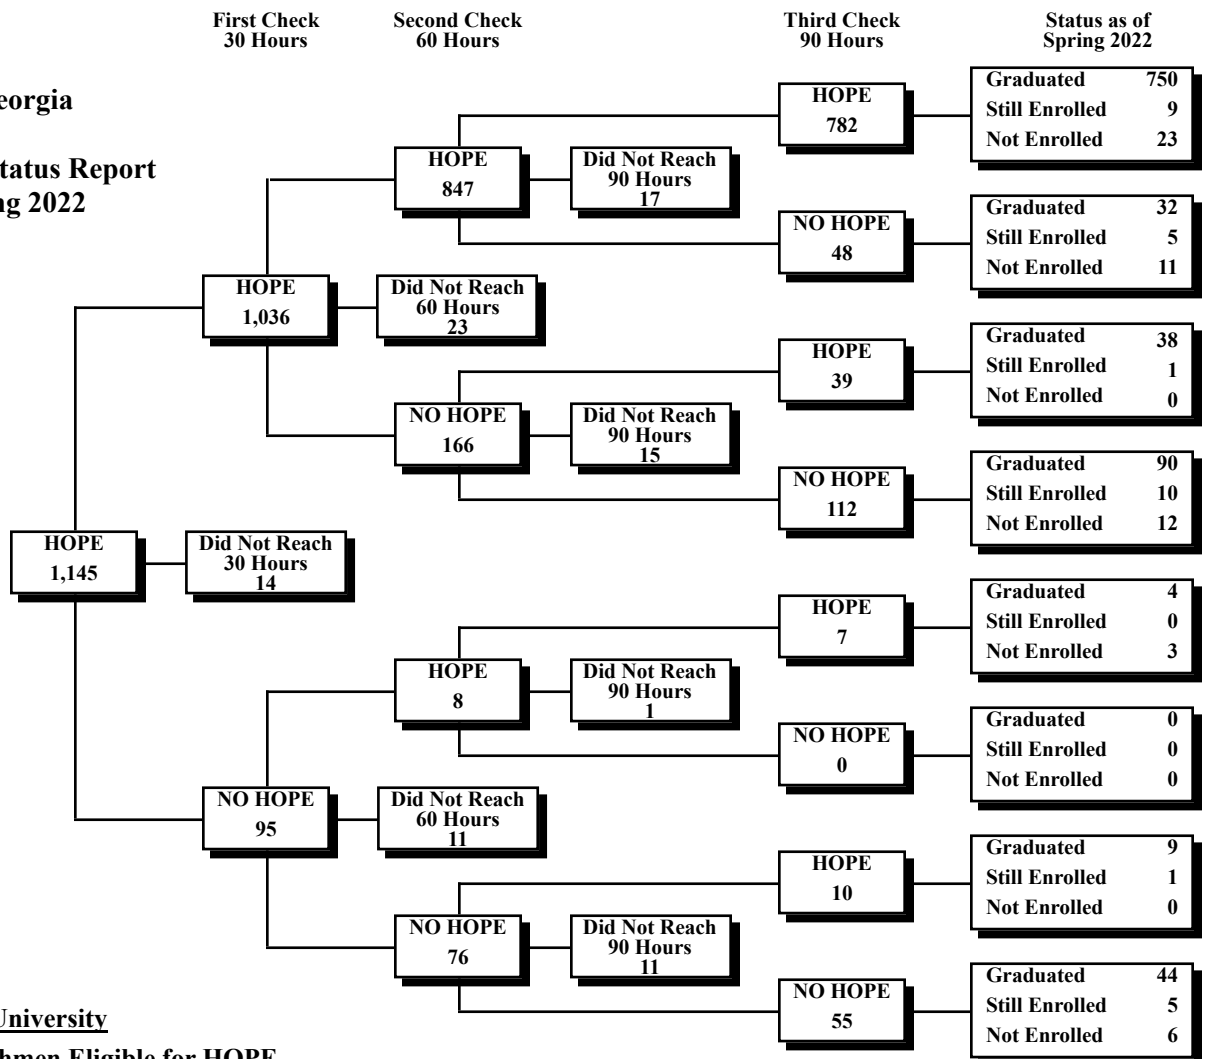 First Check
30 Hours
Second Check
60 Hours
Third Check
90 Hours
Status as of
Spring 2022
Status Report
2022
HOPE
782
Graduated 750
Still Enrolled 9
Not Enrolled 23
HOPE
847
Did Not Reach
90 Hours
17
NO HOPE
48
Graduated 32
Still Enrolled 5
Not Enrolled 11
HOPE
1,036
Did Not Reach
60 Hours
23
HOPE
39
Graduated 38
Still Enrolled 1
Not Enrolled 0
NO HOPE
166
Did Not Reach
90 Hours
15
NO HOPE
112
Graduated 90
Still Enrolled 10
Not Enrolled 12
HOPE
1,145
Did Not Reach
30 Hours
14
HOPE
7
Graduated 4
Still Enrolled 0
Not Enrolled 3
HOPE
8
Did Not Reach
90 Hours
1
NO HOPE
0
Graduated 0
Still Enrolled 0
Not Enrolled 0
NO HOPE
95
Did Not Reach
60 Hours
11
HOPE
10
Graduated 9
Still Enrolled 1
Not Enrolled 0
NO HOPE
76
Did Not Reach
90 Hours
11
NO HOPE
55
Graduated 44
Still Enrolled 5
Not Enrolled 6
University
Eligible for HOPE